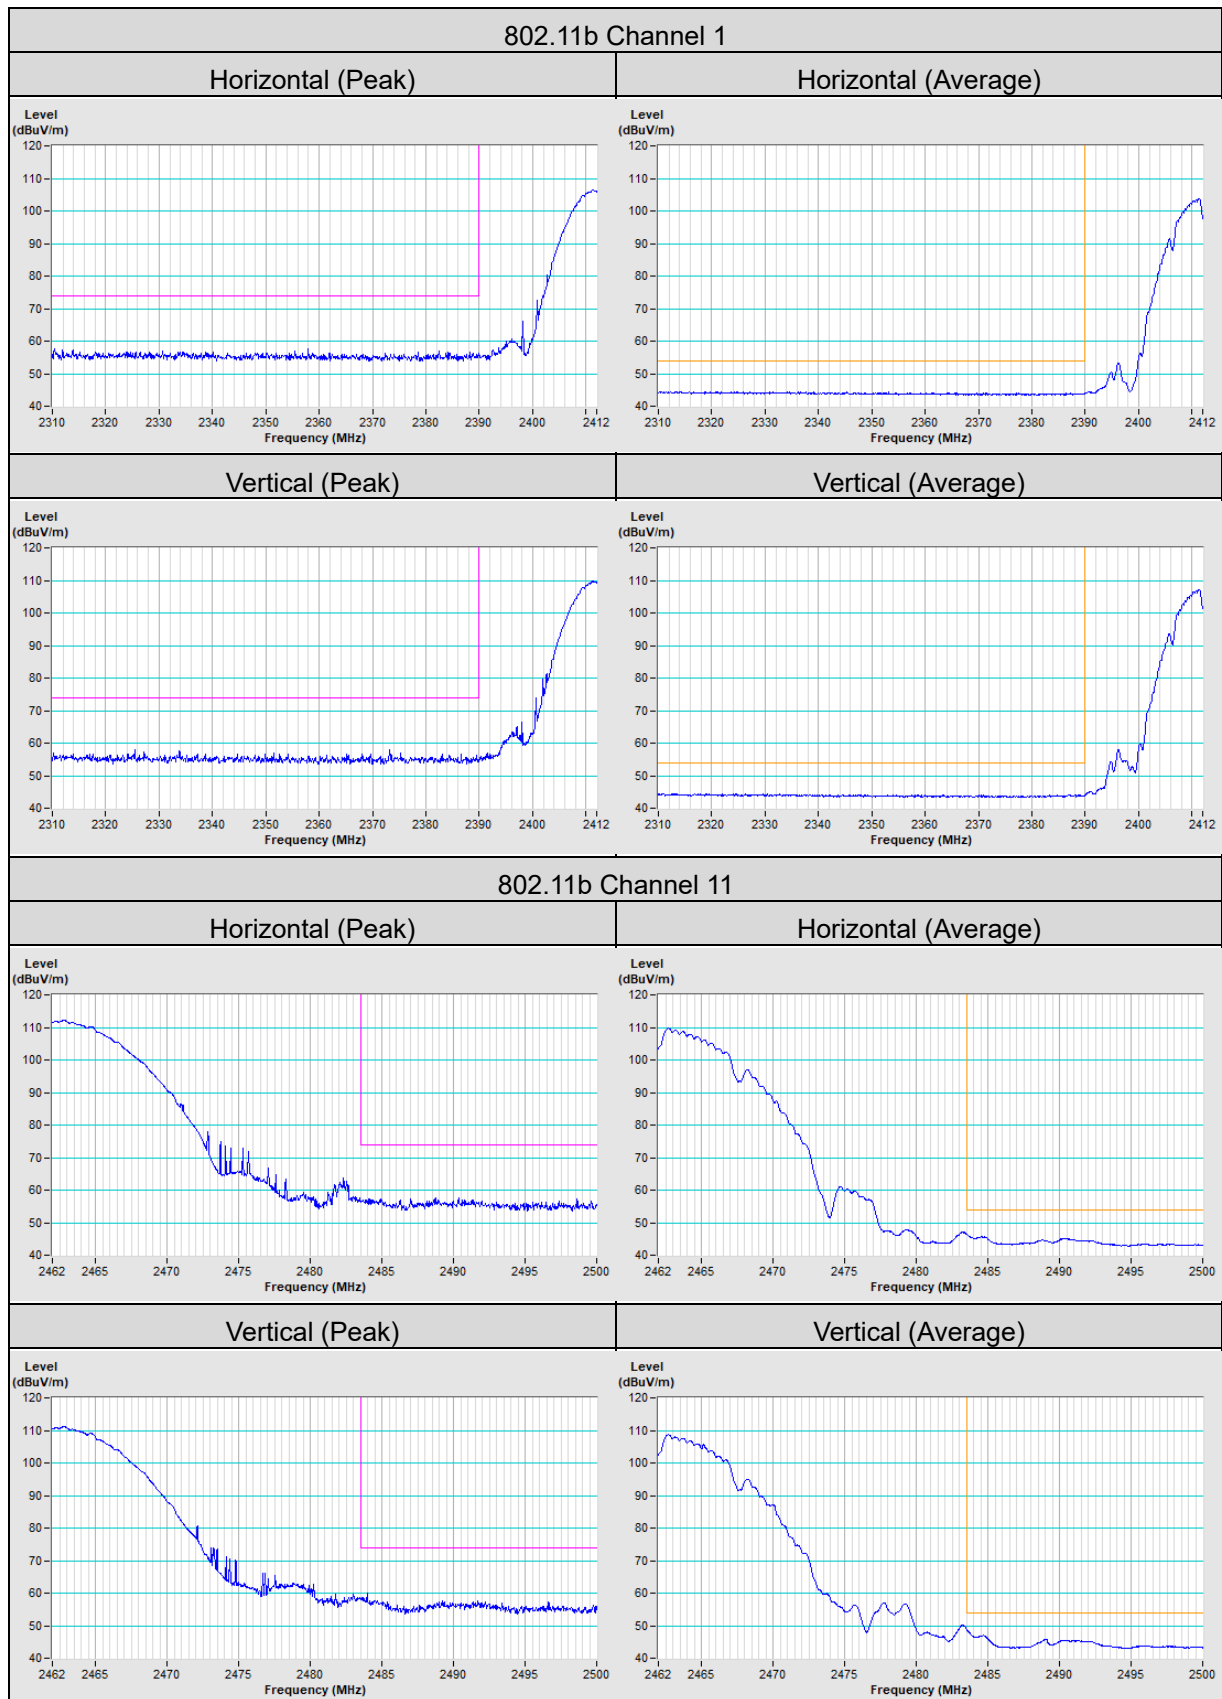 802.11b Channel 1
Horizontal (Peak)
Horizontal (Average)
Level
(dBuV/m)
120
110
100
90
80
70
60
50
40
2310 2320 2330 2340 2350 2360 2370 2380 2390 2400 2412
Frequency (MHz)
Level
(dBuV/m)
120
110
100
90
80
70
60
50
40
2310 2320 2330 2340 2350 2360 2370 2380 2390 2400 2412
Frequency (MHz)
Vertical (Peak)
Vertical (Average)
Level
(dBuV/m)
120
110
100
90
80
70
60
50
40
2310 2320 2330 2340 2350 2360 2370 2380 2390 2400 2412
Frequency (MHz)
Level
(dBuV/m)
120
110
100
90
80
70
60
50
40
2310 2320 2330 2340 2350 2360 2370 2380 2390 2400 2412
Frequency (MHz)
802.11b Channel 11
Horizontal (Peak)
Horizontal (Average)
Level
(dBuV/m)
120
110
100
90
80
70
60
50
40
2462 2465 2470 2475 2480 2485 2490 2495 2500
Frequency (MHz)
Level
(dBuV/m)
120
110
100
90
80
70
60
50
40
2462 2465 2470 2475 2480 2485 2490 2495 2500
Frequency (MHz)
Vertical (Peak)
Vertical (Average)
Level
(dBuV/m)
120
110
100
90
80
70
60
50
40
2462 2465 2470 2475 2480 2485 2490 2495 2500
Frequency (MHz)
Level
(dBuV/m)
120
110
100
90
80
70
60
50
40
2462 2465 2470 2475 2480 2485 2490 2495 2500
Frequency (MHz)